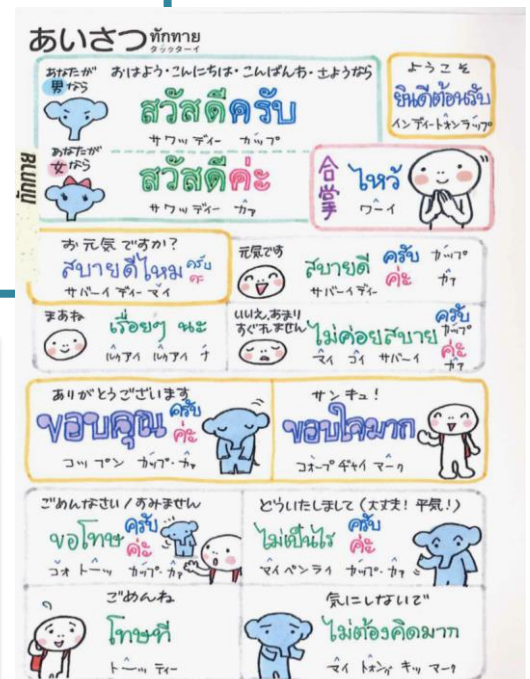 あいさつ ทักทาย
タックターイ
あなたが 男なら
おはよう・こんにちは・こんばんわ・さようなら
สวัสดีครับ
サワッ ディー カップ
あなたが 女なら
สวัสดีค่ะ
サワッ ディー カァ
ようこそ
ยินดีต้อนรับ
インディートォンラップ
合掌
ไหว้
ワーイ
お元気ですか?
สบายดีไหม ครับ
คะ
サバーイ ディー マイ
元気です
สบายดี ครับ カップ
ค่ะ カァ
サバーイディー
まあね
เรื่อยๆ นะ
ルゥアイ ルゥアイ ナ
いいえ、あまり
すぐれません
ไม่ค่อยสบาย ครับ カップ
ค่ะ カァ
マイ コイ サバーイ
ありがとうございます
ขอบคุณ ครับ
ค่ะ
コップ クン カップ・カァ
サンキュ!
ขอบใจมาก
コォープ ヂャイ マーク
ごめんなさい/すみません
ขอโทษ ครับ
ค่ะ
コォ トーッ カップ・カァ
どういたしまして(大丈夫! 平気!)
ไม่เป็นไร ครับ
ค่ะ
マイ ペンライ カップ・カァ
ごめんね
โทษที
トーッ ティー
気にしないで
ไม่ต้องคิดมาก
マイ トォング キッ マーク